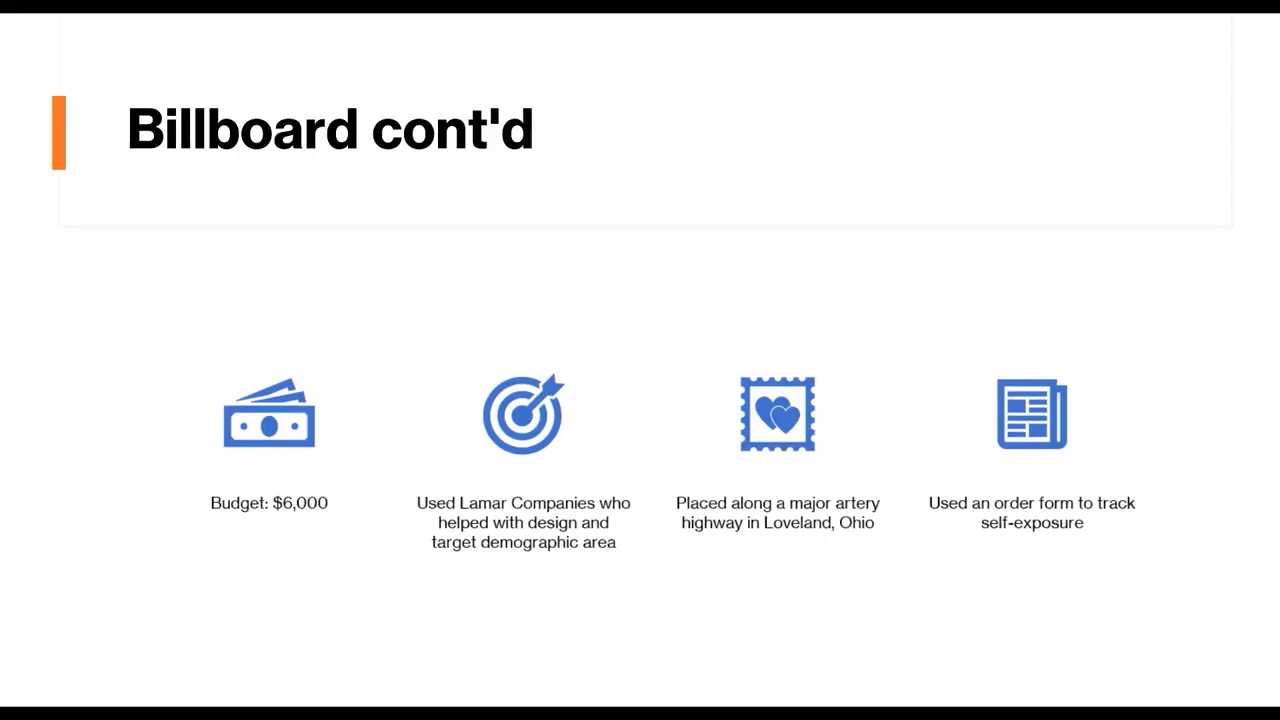 Billboard cont'd
Budget: $6,000
Used Lamar Companies who
helped with design and
target demographic area
Placed along a major artery
highway in Loveland, Ohio
Used an order form to track
self-exposure